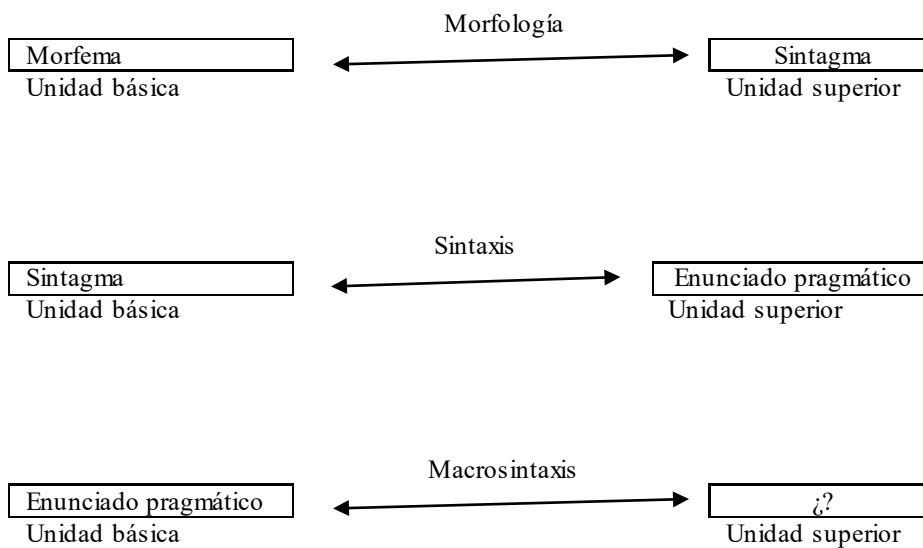 Morfología
Morfema
Sintagma
Unidad básica
Unidad superior
Sintaxis
Sintagma
Enunciado pragmático
Unidad básica
Unidad superior
Macrosintaxis
Enunciado pragmático
¿?
Unidad básica
Unidad superior